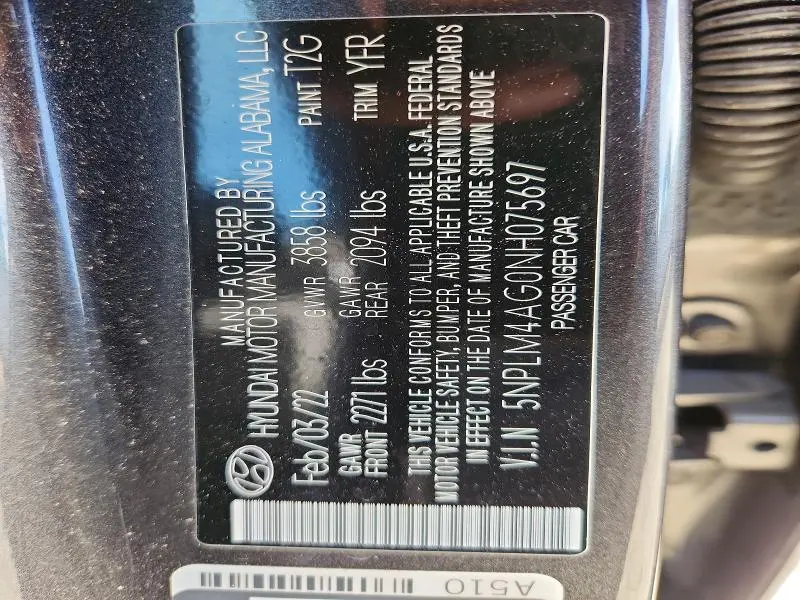 MANUFACTURED BY
HYUNDAI MOTOR MANUFACTURING ALABAMA, LLC
Feb/03/22 GVWR 3858 lbs PAINT T2G
GAWR FRONT 2271 lbs GAWR REAR 2094 lbs TRIM YFR
THIS VEHICLE CONFORMS TO ALL APPLICABLE U.S.A. FEDERAL
MOTOR VEHICLE SAFETY, BUMPER, AND THEFT PREVENTION STANDARDS
IN EFFECT ON THE DATE OF MANUFACTURE SHOWN ABOVE
V.I.N 5NPLM4AG0NH075697
PASSENGER CAR
A510